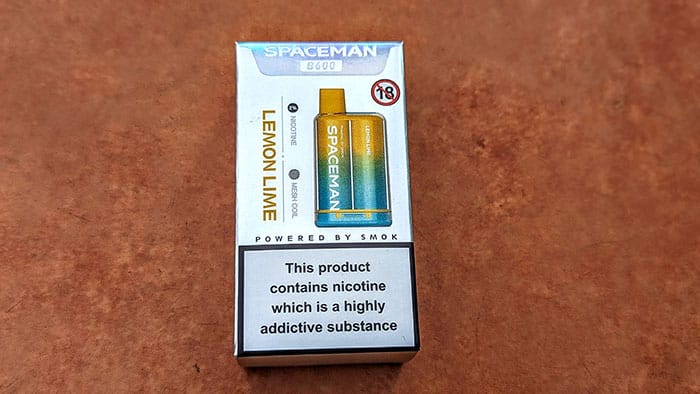 SPACEMAN
B600
18
NICOTINE
MESH COIL
LEMON LIME
SPACEMAN
LEMON LIME
POWERED BY SMOK
This product
contains nicotine
which is a highly
addictive substance